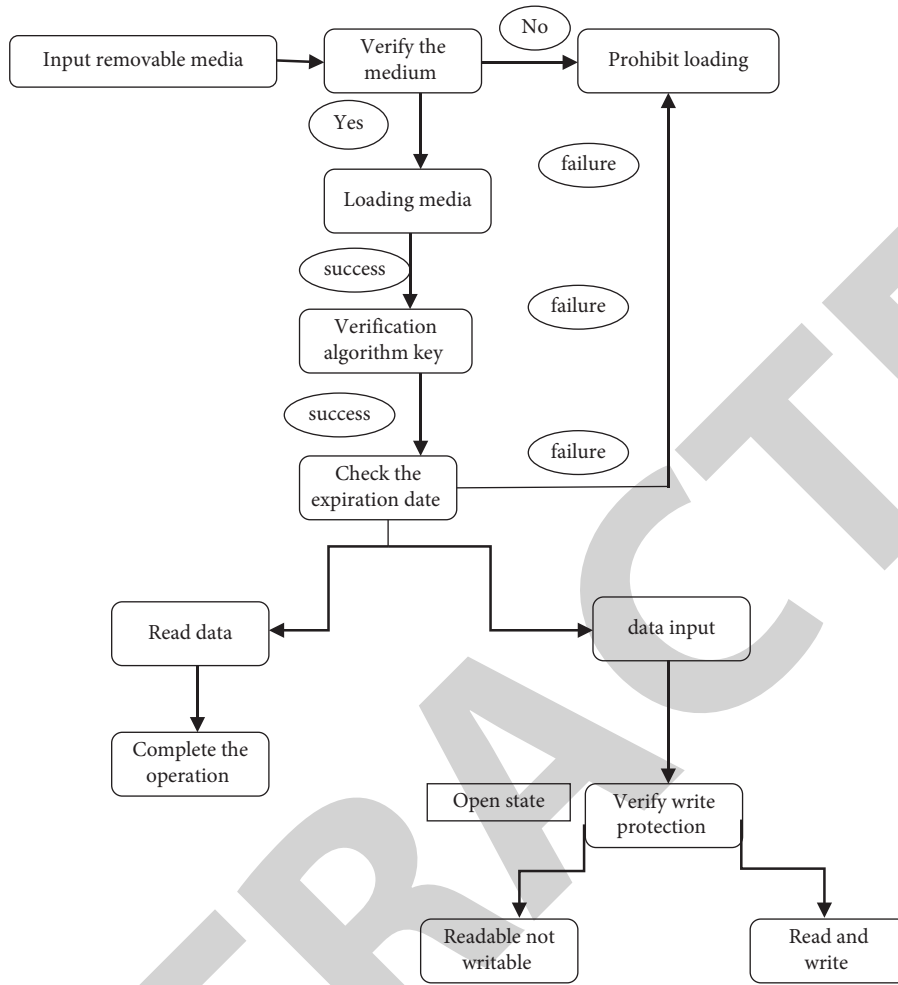 No
Input removable media
Verify the
medium
Prohibit loading
Yes
failure
Loading media
success
failure
Verification
algorithm key
success
failure
Check the
expiration date
Read data
data input
Complete the
operation
Open state
Verify write
protection
Readable not
writable
Read and
write
TRACTE